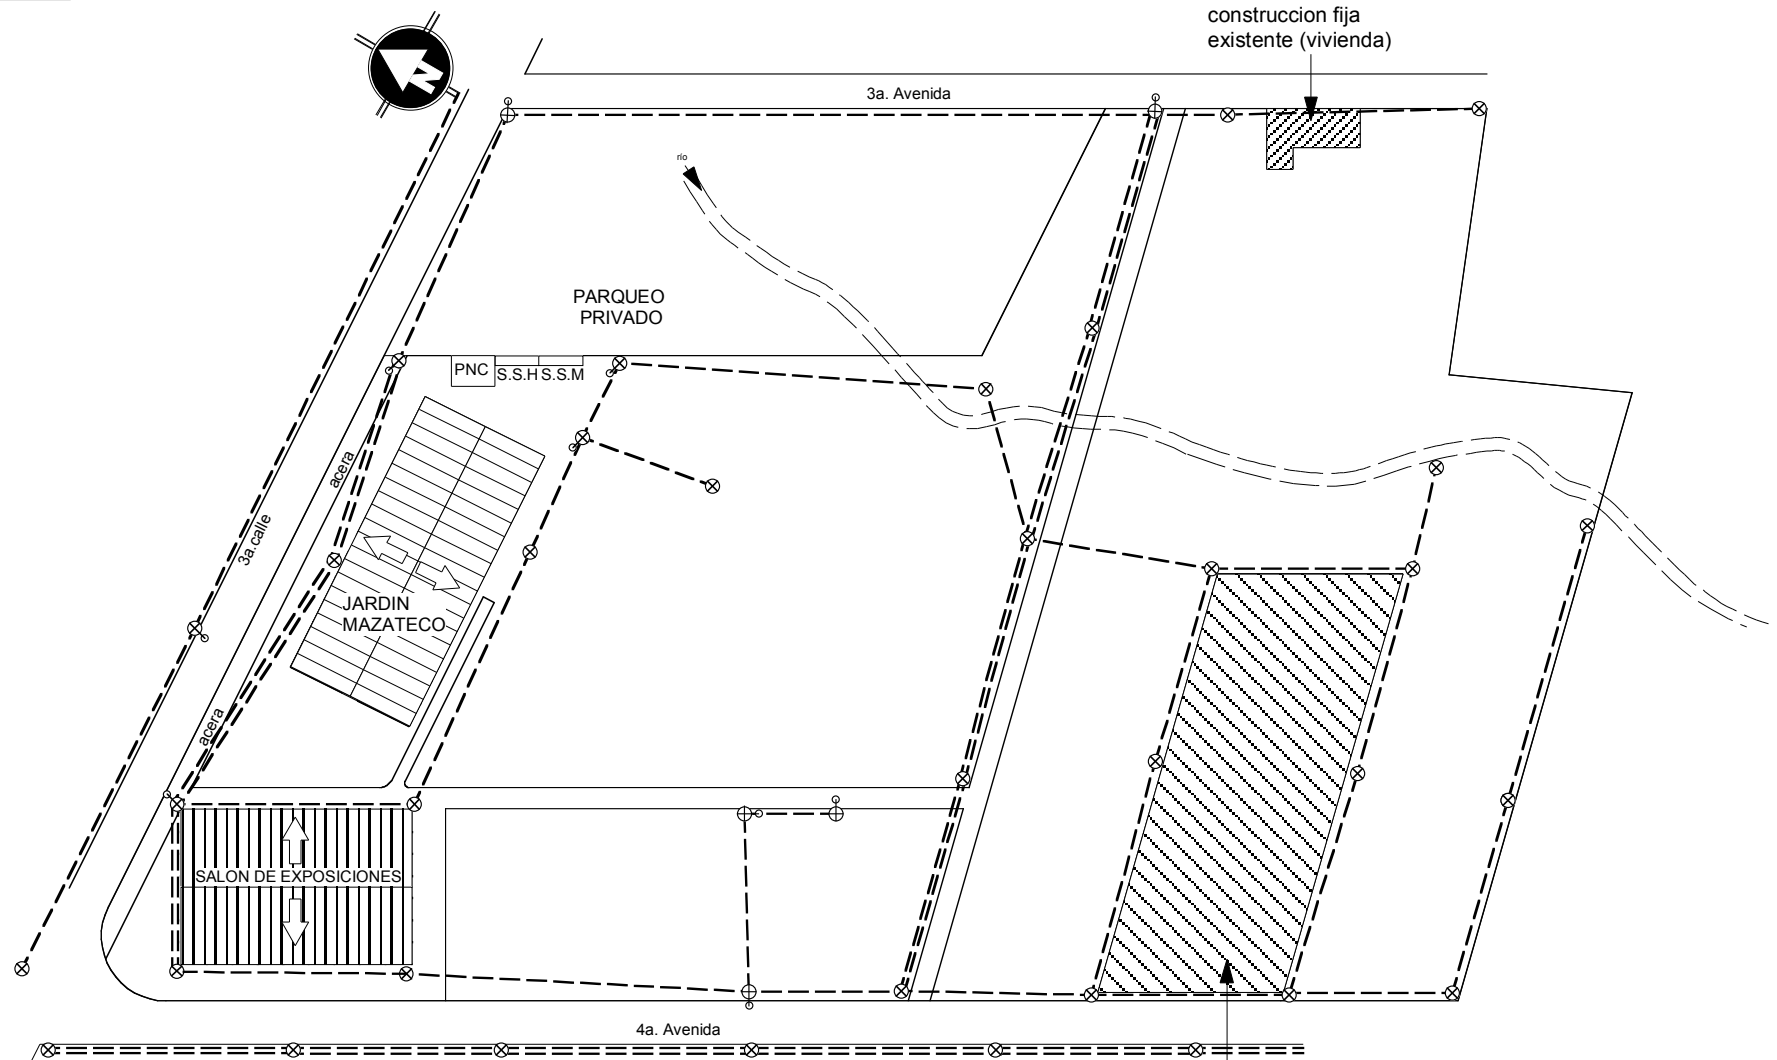 construccion fija
existente (vivienda)
N
3a. Avenida
río
PARQUEO
PRIVADO
PNC
S.S.H
S.S.M
acera
3a.calle
JARDIN
MAZATECO
acera
SALON DE EXPOSICIONES
4a. Avenida